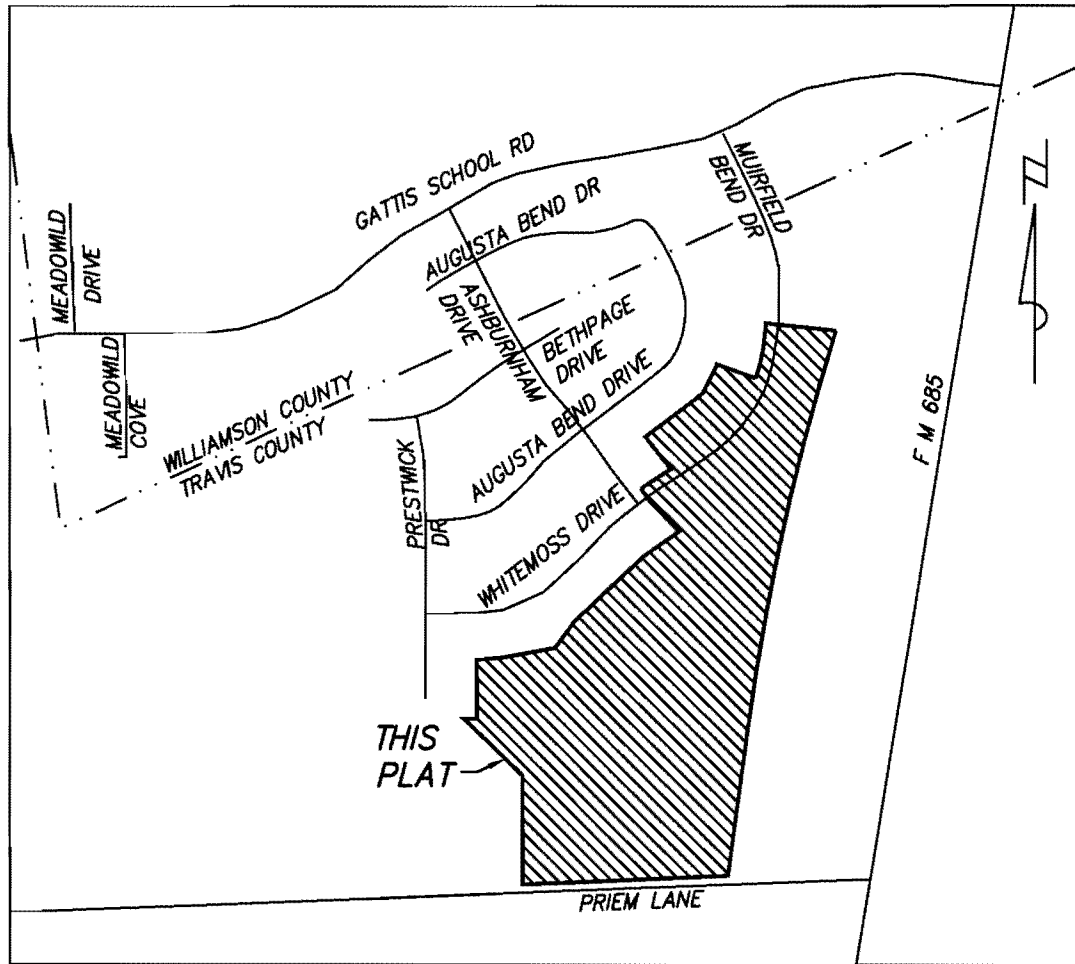 GATTIS SCHOOL RD
MUIRFIELD
BEND DR
AUGUSTA BEND DR
MEADOWILD
DRIVE
ASHBURNHAM
DRIVE
BETHPAGE
DRIVE
MEADOWILD
COVE
WILLIAMSON COUNTY
TRAVIS COUNTY
AUGUSTA BEND DRIVE
F M 685
PRESTWICK
DR
WHITEMOSS DRIVE
THIS
PLAT
PRIEM LANE
N